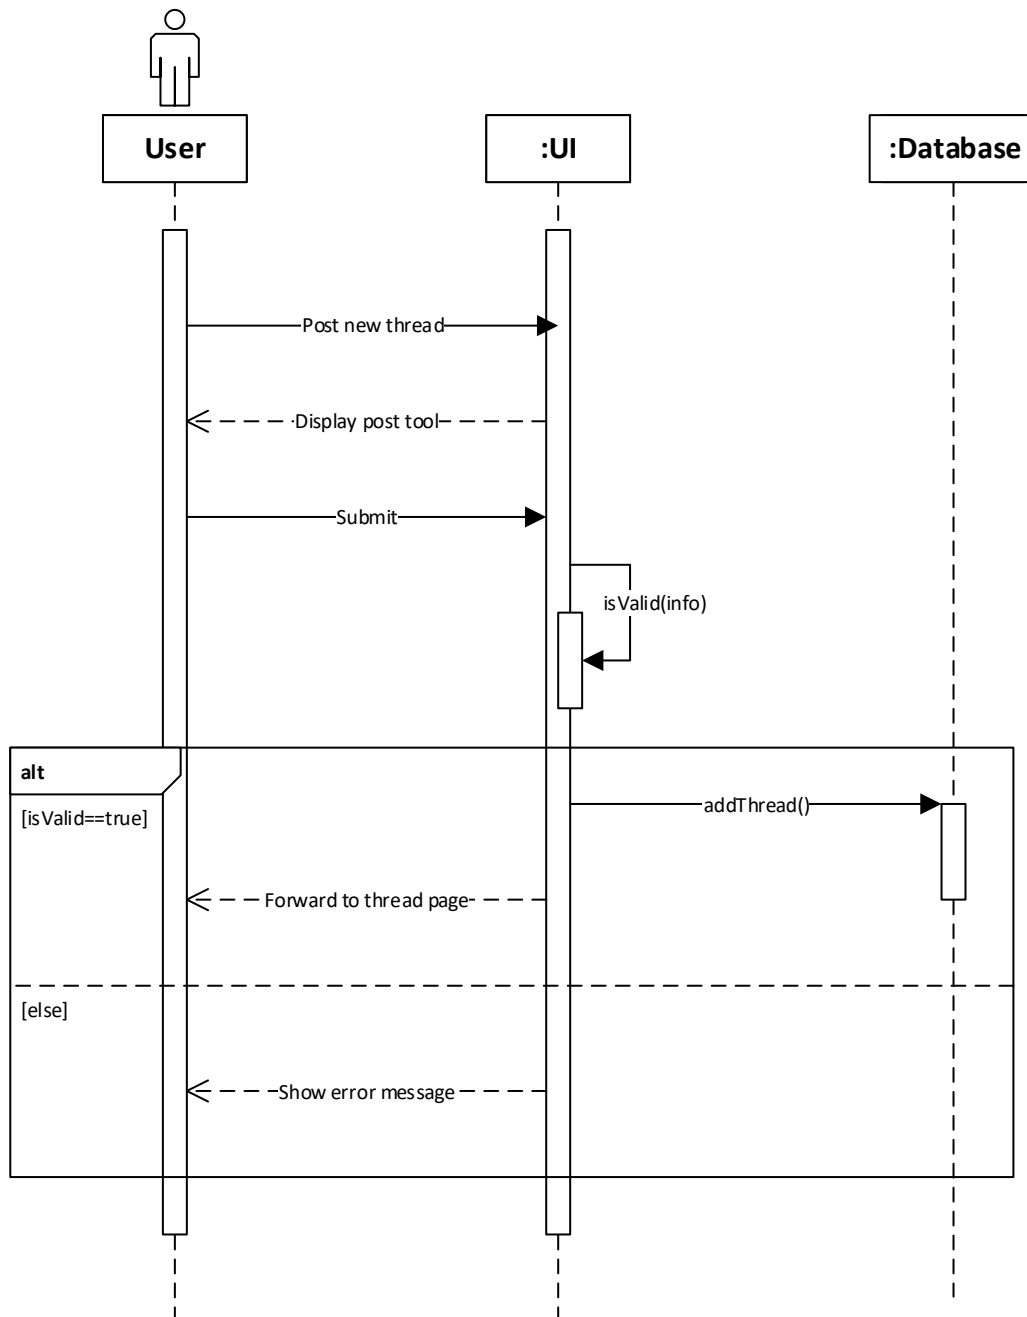 User
:UI
:Database
Post new thread
Display post tool
Submit
isValid(info)
alt
[isValid==true]
addThread()
Forward to thread page
[else]
Show error message